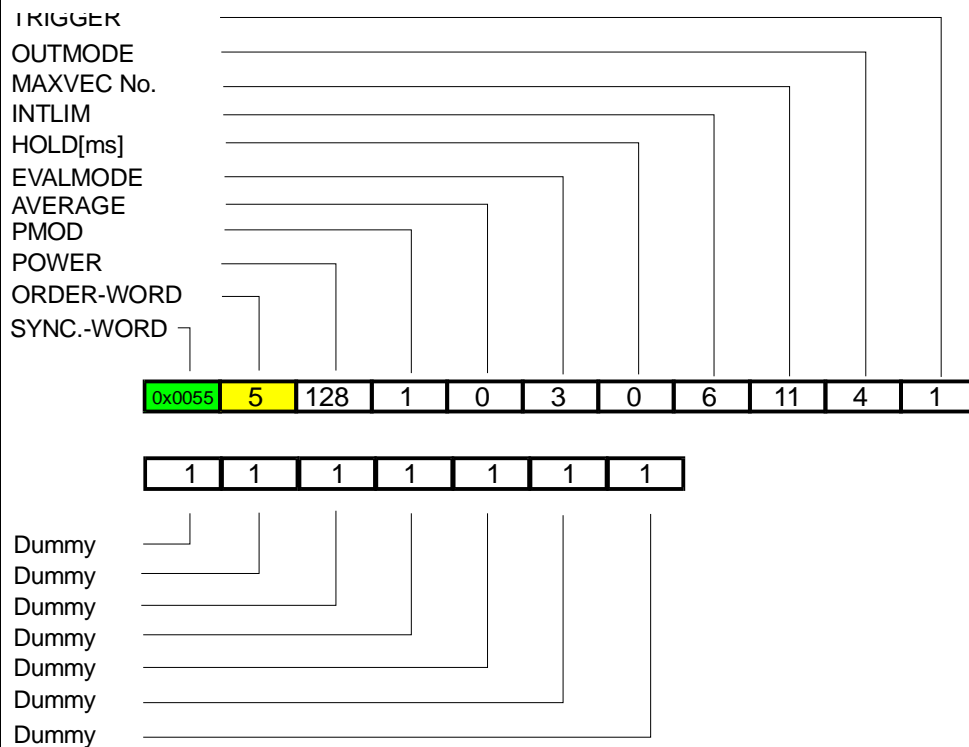 TRIGGER
OUTMODE
MAXVEC No.
INTLIM
HOLD[ms]
EVALMODE
AVERAGE
PMOD
POWER
ORDER-WORD
SYNC.-WORD
0x0055 5 128 1 0 3 0 6 11 4 1
1 1 1 1 1 1 1
Dummy
Dummy
Dummy
Dummy
Dummy
Dummy
Dummy